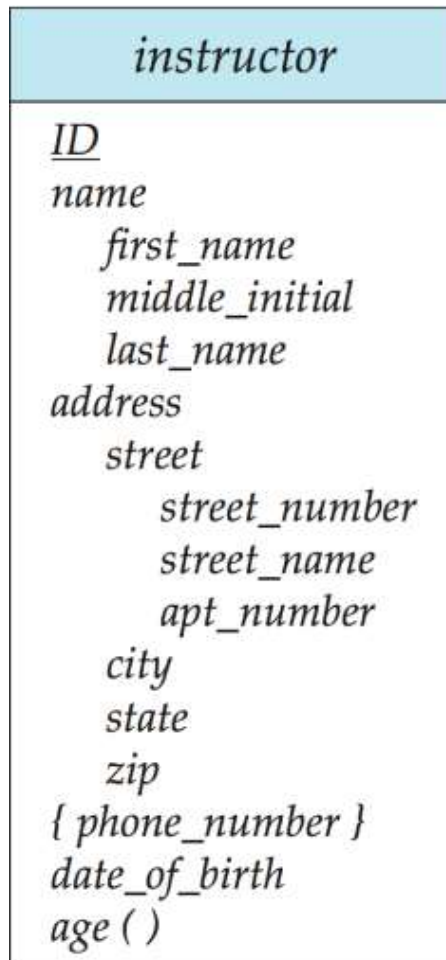 instructor
ID
name
first_name
middle_initial
last_name
address
street
street_number
street_name
apt_number
city
state
zip
{ phone_number }
date_of_birth
age ( )